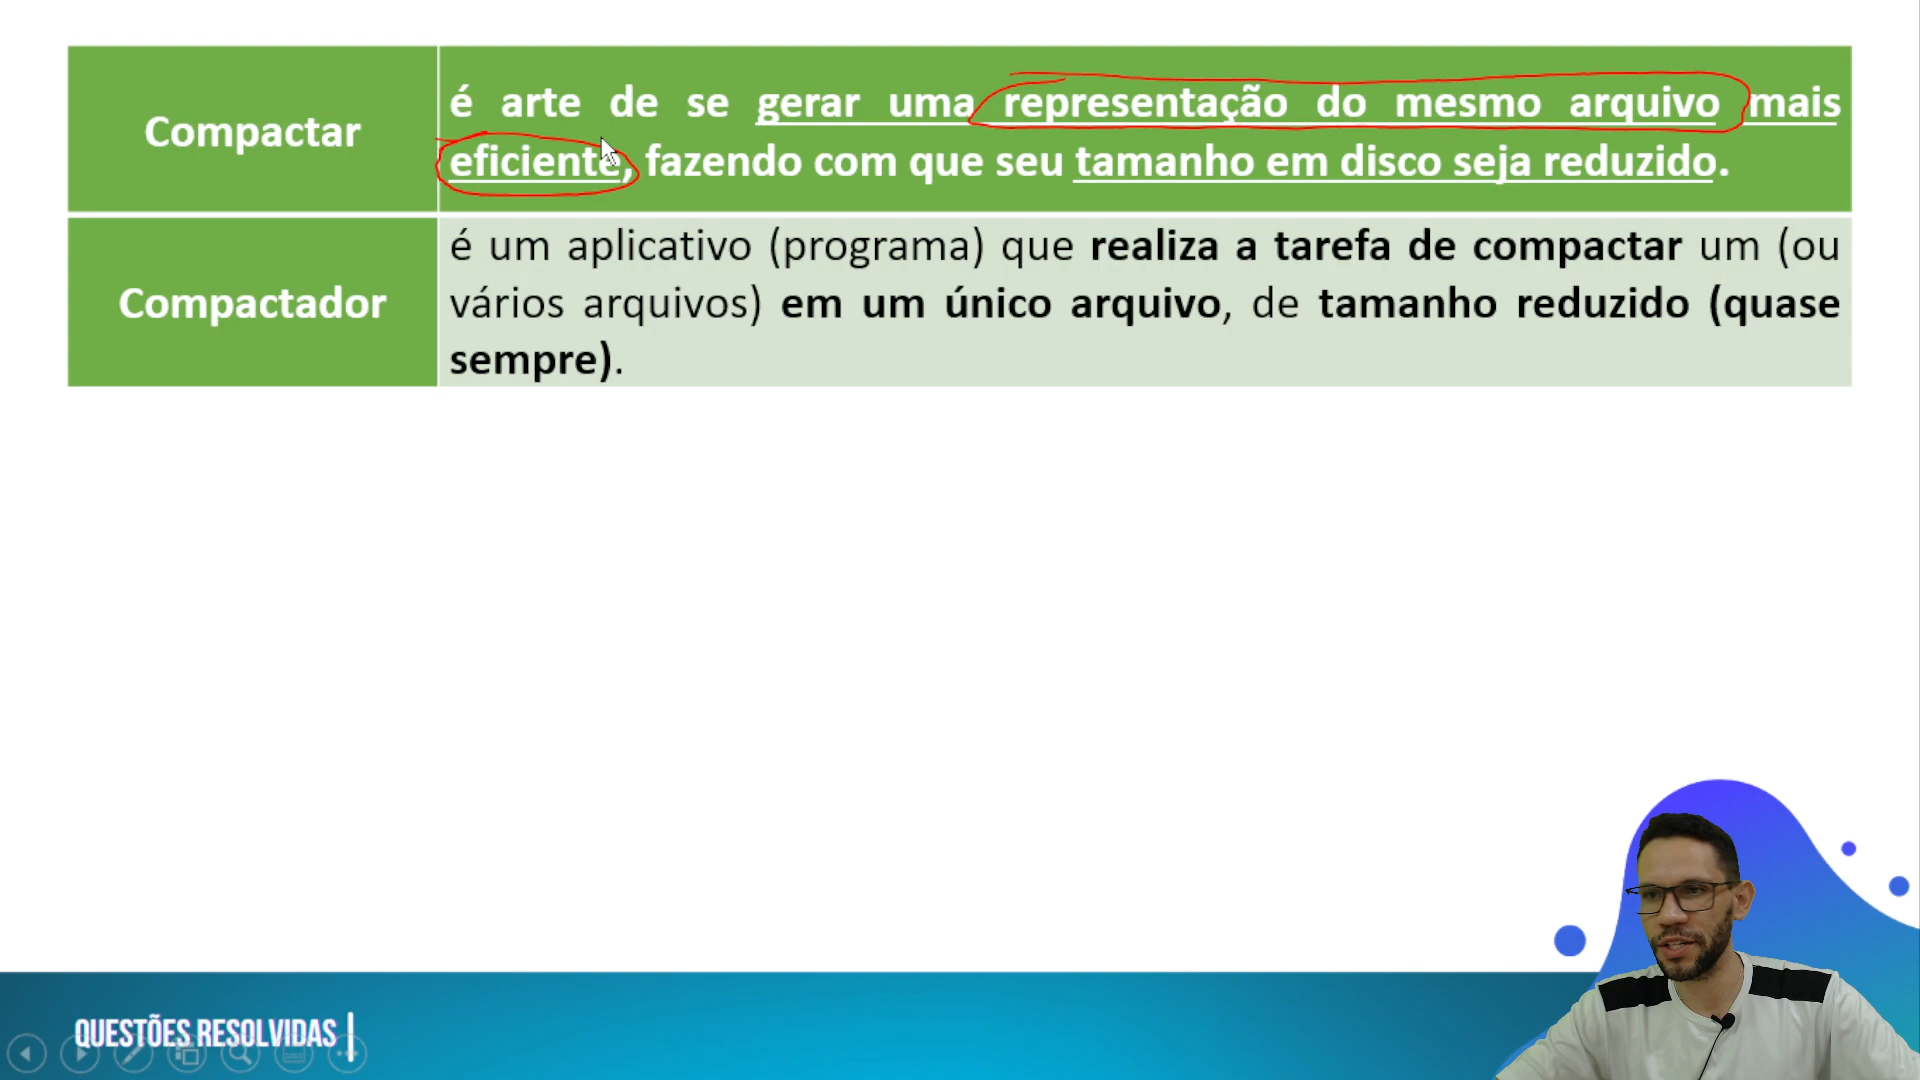 Compactar
é arte de se gerar uma representação do mesmo arquivo mais
eficiente, fazendo com que seu tamanho em disco seja reduzido.
Compactador
é um aplicativo (programa) que realiza a tarefa de compactar um (ou
vários arquivos) em um único arquivo, de tamanho reduzido (quase
sempre).
QUESTÕES RESOLVIDAS